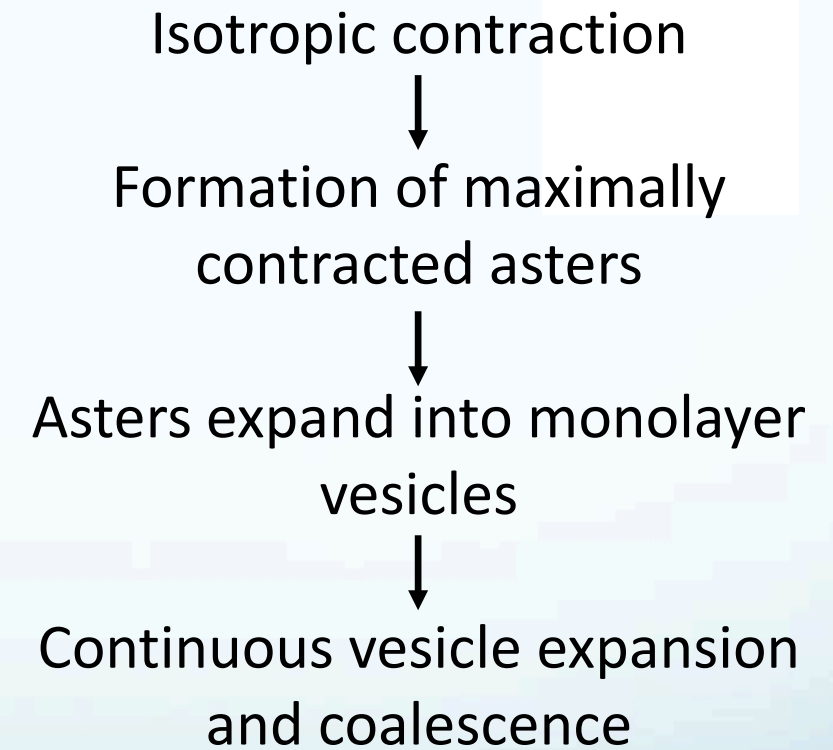 Isotropic contraction
Formation of maximally
contracted asters
Asters expand into monolayer
vesicles
Continuous vesicle expansion
and coalescence